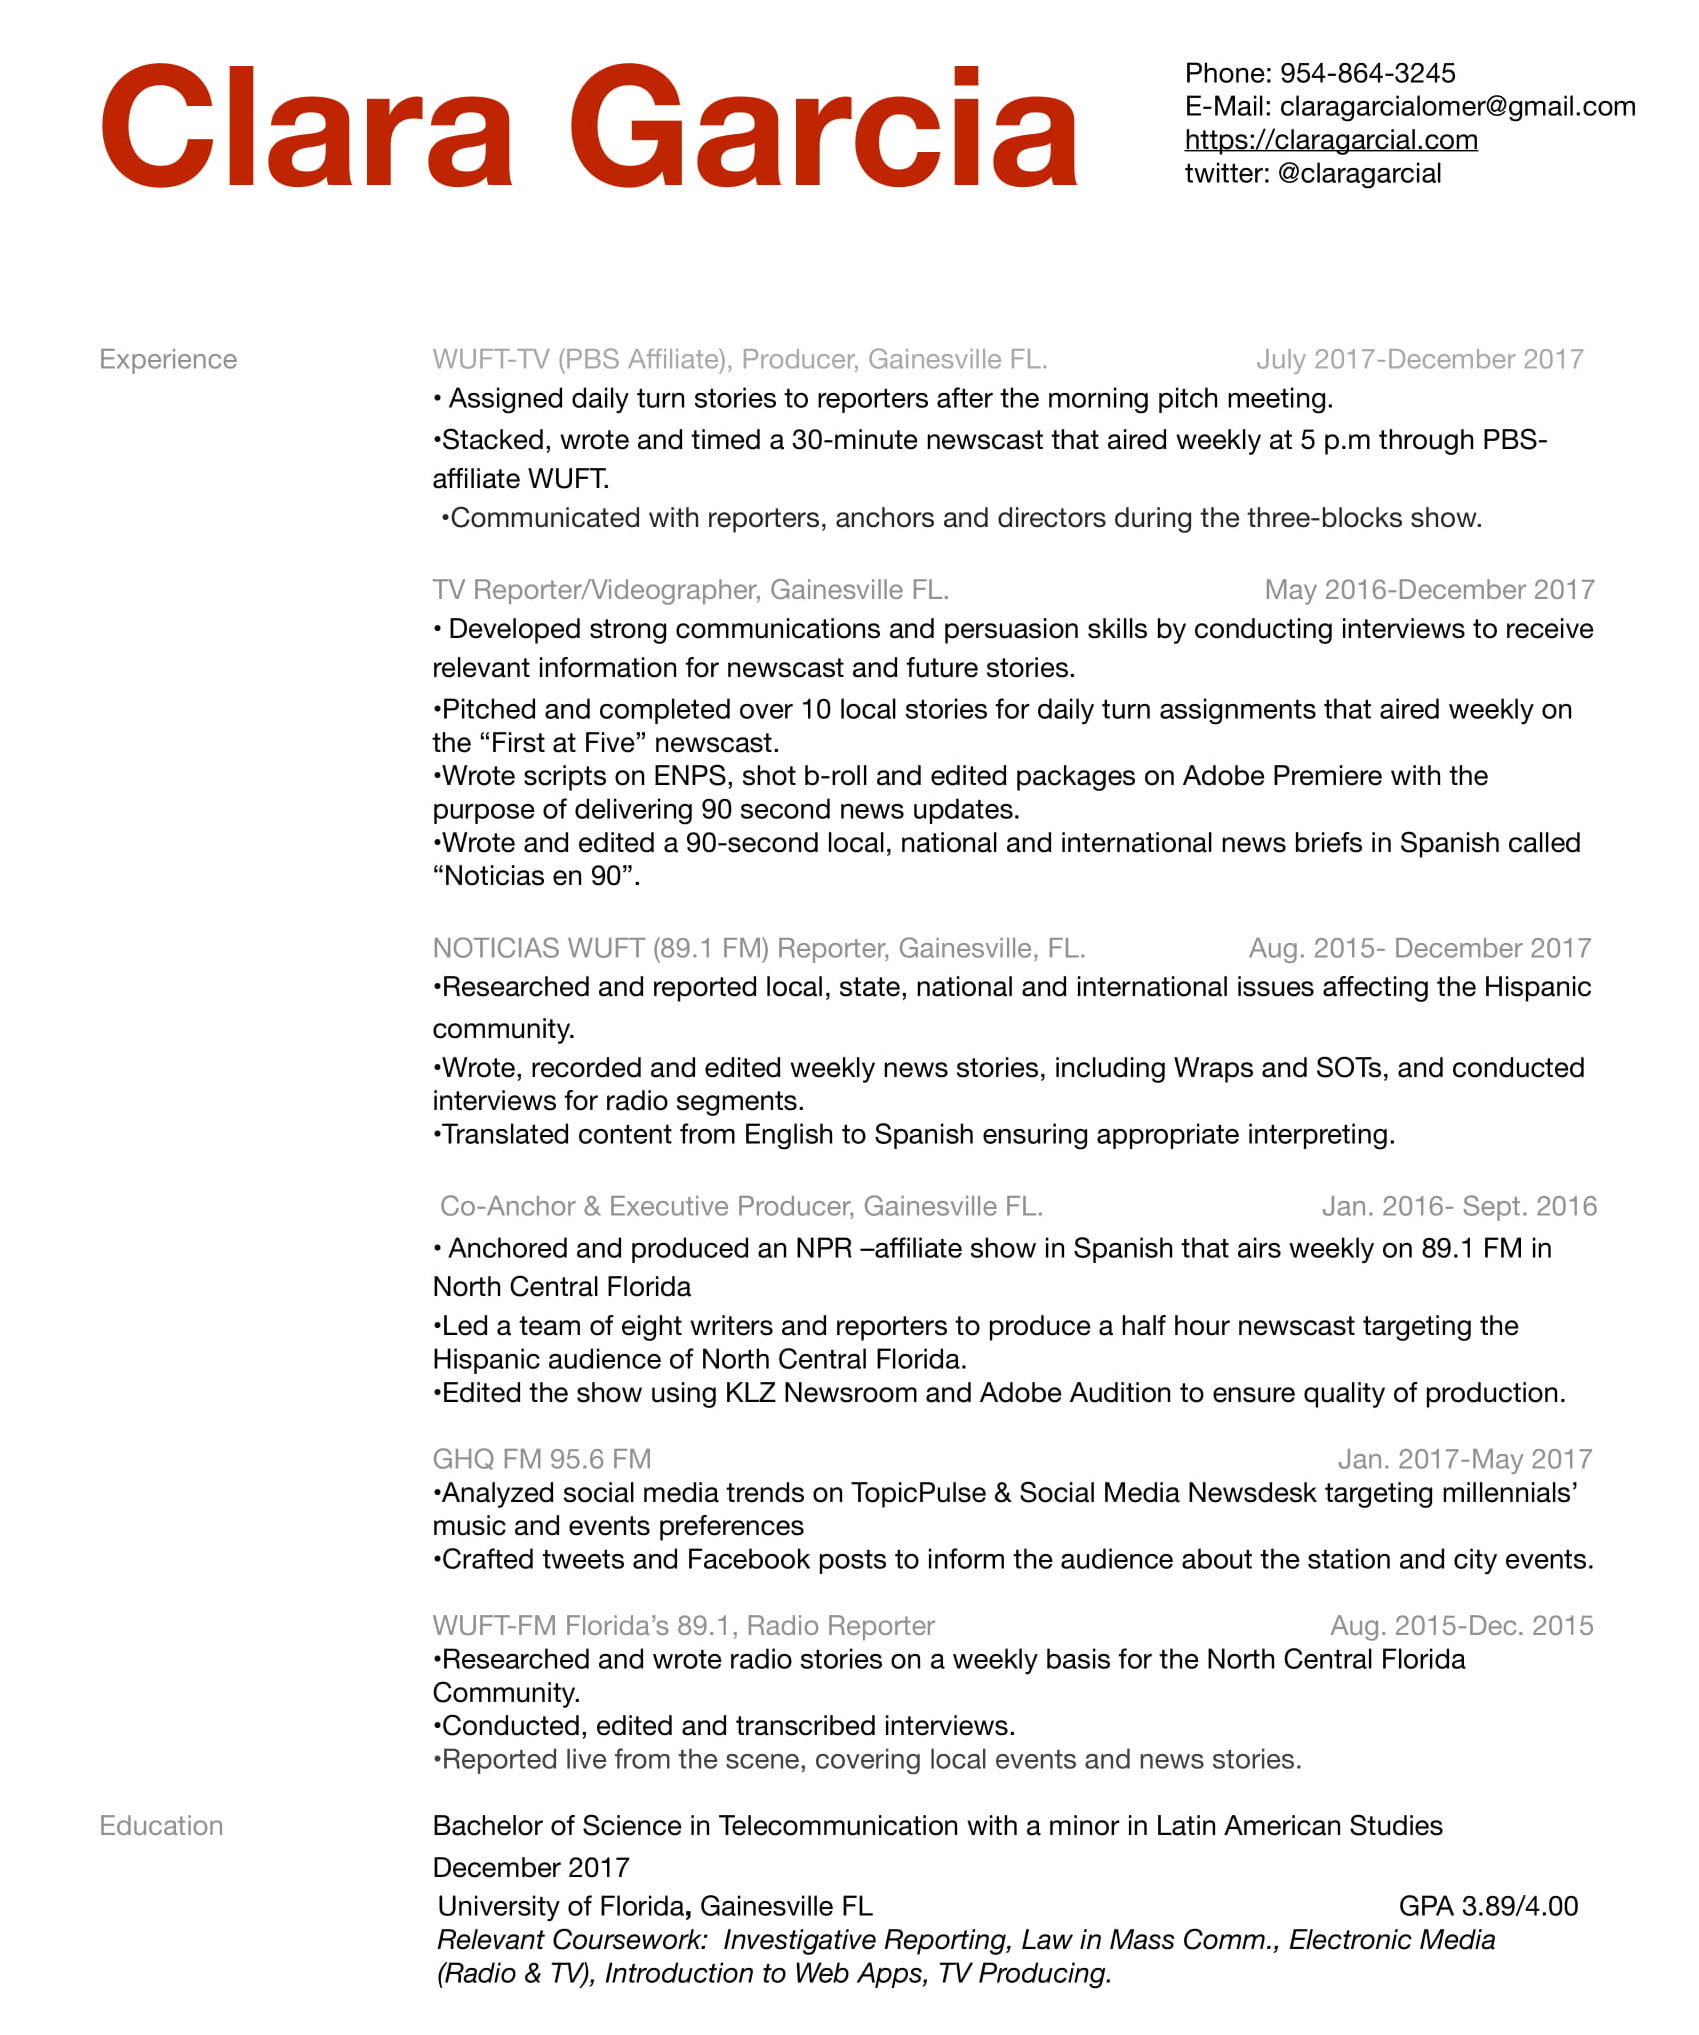 Clara Garcia
Phone: 954-864-3245
E-Mail: claragarcialomer@gmail.com
https://claragarcial.com
twitter: @claragarcial
Experience
WUFT-TV (PBS Affiliate), Producer, Gainesville FL. July 2017-December 2017
• Assigned daily turn stories to reporters after the morning pitch meeting.
•Stacked, wrote and timed a 30-minute newscast that aired weekly at 5 p.m through PBS-
affiliate WUFT.
•Communicated with reporters, anchors and directors during the three-blocks show.
TV Reporter/Videographer, Gainesville FL. May 2016-December 2017
• Developed strong communications and persuasion skills by conducting interviews to receive
relevant information for newscast and future stories.
•Pitched and completed over 10 local stories for daily turn assignments that aired weekly on
the “First at Five” newscast.
•Wrote scripts on ENPS, shot b-roll and edited packages on Adobe Premiere with the
purpose of delivering 90 second news updates.
•Wrote and edited a 90-second local, national and international news briefs in Spanish called
“Noticias en 90”.
NOTICIAS WUFT (89.1 FM) Reporter, Gainesville, FL. Aug. 2015- December 2017
•Researched and reported local, state, national and international issues affecting the Hispanic
community.
•Wrote, recorded and edited weekly news stories, including Wraps and SOTs, and conducted
interviews for radio segments.
•Translated content from English to Spanish ensuring appropriate interpreting.
Co-Anchor & Executive Producer, Gainesville FL. Jan. 2016- Sept. 2016
• Anchored and produced an NPR –affiliate show in Spanish that airs weekly on 89.1 FM in
North Central Florida
•Led a team of eight writers and reporters to produce a half hour newscast targeting the
Hispanic audience of North Central Florida.
•Edited the show using KLZ Newsroom and Adobe Audition to ensure quality of production.
GHQ FM 95.6 FM Jan. 2017-May 2017
•Analyzed social media trends on TopicPulse & Social Media Newsdesk targeting millennials’
music and events preferences
•Crafted tweets and Facebook posts to inform the audience about the station and city events.
WUFT-FM Florida’s 89.1, Radio Reporter Aug. 2015-Dec. 2015
•Researched and wrote radio stories on a weekly basis for the North Central Florida
Community.
•Conducted, edited and transcribed interviews.
•Reported live from the scene, covering local events and news stories.
Education
Bachelor of Science in Telecommunication with a minor in Latin American Studies
December 2017
University of Florida, Gainesville FL GPA 3.89/4.00
Relevant Coursework:  Investigative Reporting, Law in Mass Comm., Electronic Media
(Radio & TV), Introduction to Web Apps, TV Producing.